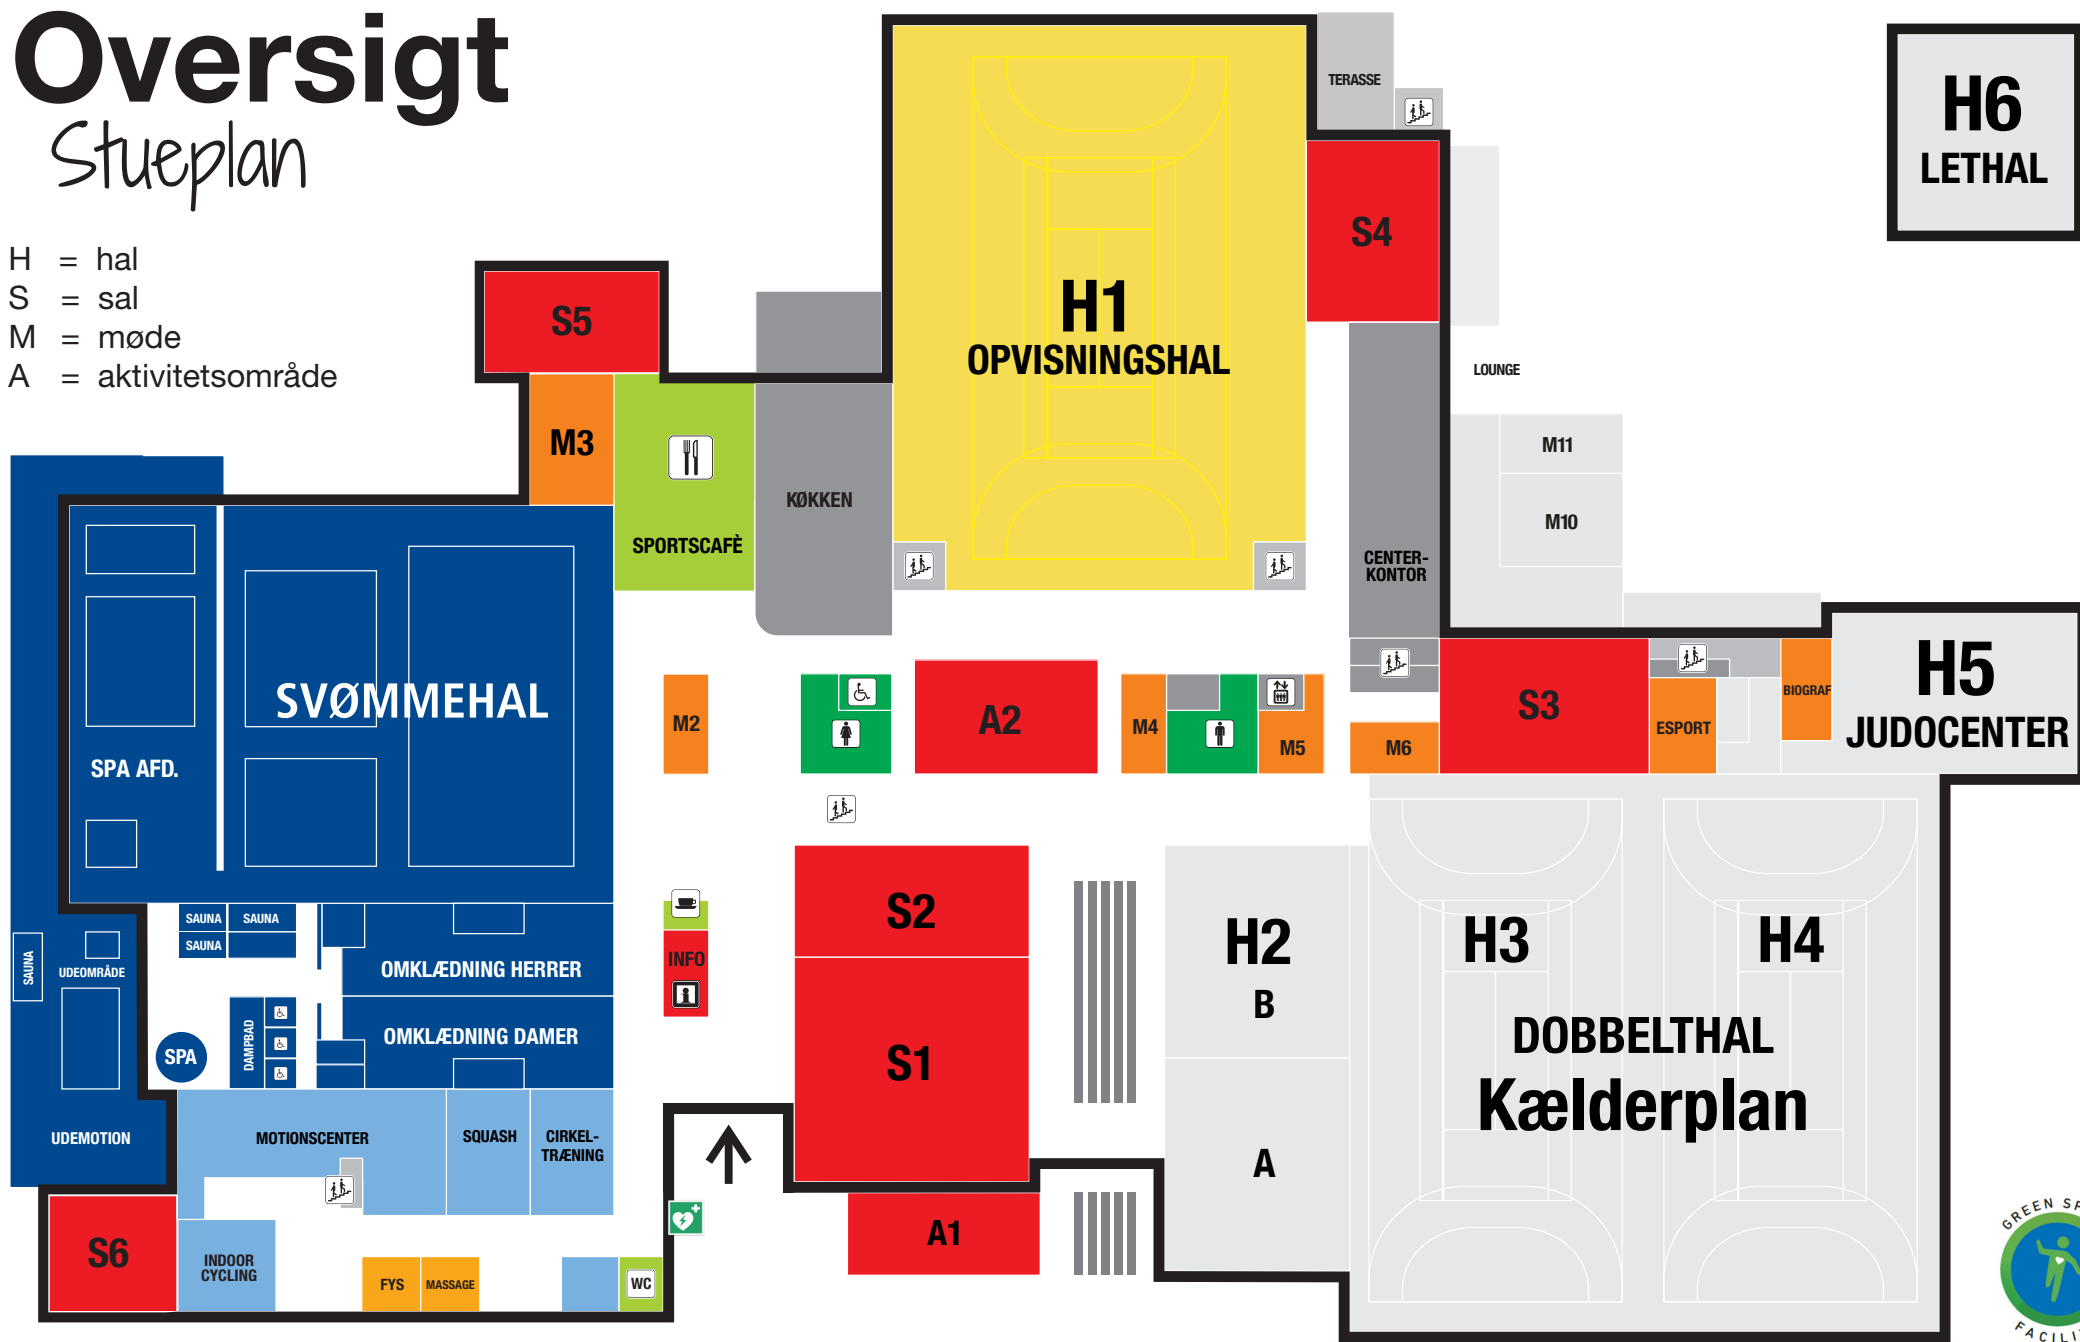 Oversigt
Stueplan
H = hal
S = sal
M = møde
A = aktivitetsområde
TERASSE
H6
LETHAL
S4
S5
H1
OPVISNINGSHAL
LOUNGE
M3
M11
KØKKEN
M10
SPORTSCAFÈ
CENTER-
KONTOR
SVØMMEHAL
H5
JUDOCENTER
BIOGRAF
S3
ESPORT
M2
A2
M4
M5
M6
SPA AFD.
S2
SAUNA
SAUNA
SAUNA
H2
B
H3
H4
INFO
OMKLÆDNING HERRER
SAUNA
UDEOMRÅDE
DAMPBAD
OMKLÆDNING DAMER
SPA
S1
DOBBELTHAL
Kælderplan
UDEMOTION
MOTIONSCENTER
SQUASH
CIRKEL-
TRÆNING
A
A1
S6
INDOOR
CYCLING
FYS
MASSAGE
WC
GREEN